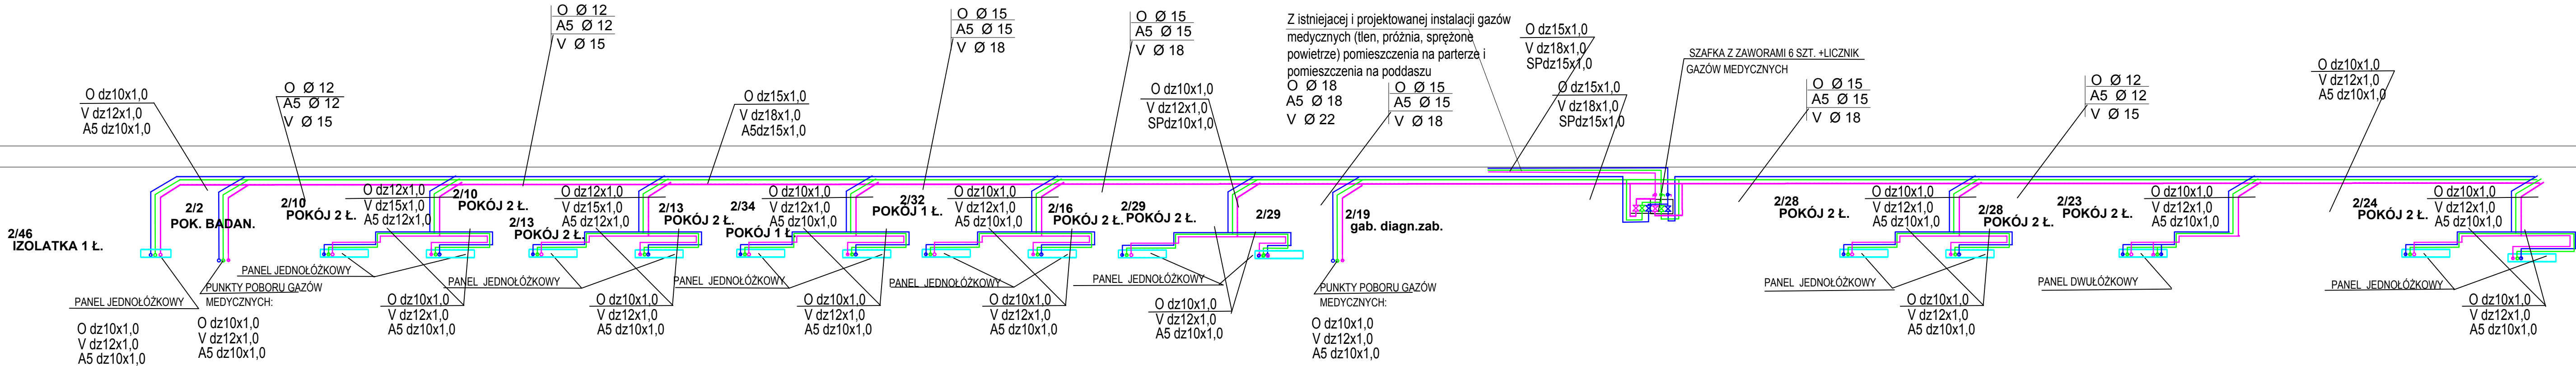 O Ø 12
A5 Ø 12
V Ø 15
O Ø 15
A5 Ø 15
V Ø 18
O Ø 15
A5 Ø 15
V Ø 18
Z istniejacej i projektowanej instalacji gazów
medycznych (tlen, próżnia, sprężone
powietrze) pomieszczenia na parterze i
pomieszczenia na poddaszu
O Ø 18
A5 Ø 18
V Ø 22
O Ø 15
A5 Ø 15
V Ø 18
O dz15x1,0
V dz18x1,0
SPdz15x1,0
O dz15x1,0
V dz18x1,0
SPdz15x1,0
SZAFKA Z ZAWORAMI 6 SZT. +LICZNIK
GAZÓW MEDYCZNYCH
O Ø 15
A5 Ø 15
V Ø 18
O Ø 12
A5 Ø 12
V Ø 15
O dz10x1,0
V dz12x1,0
A5 dz10x1,0
O dz10x1,0
V dz12x1,0
A5 dz10x1,0
O Ø 12
A5 Ø 12
V Ø 15
O dz15x1,0
V dz18x1,0
A5dz15x1,0
O dz10x1,0
V dz12x1,0
SPdz10x1,0
2/46
IZOLATKA 1 Ł.
2/2
POK. BADAN.
2/10
POKÓJ 2 Ł.
O dz12x1,0
V dz15x1,0
A5 dz12x1,0
2/10
POKÓJ 2 Ł.
2/13
POKÓJ 2 Ł.
O dz12x1,0
V dz15x1,0
A5 dz12x1,0
2/13
POKÓJ 2 Ł.
2/34
POKÓJ 1 Ł.
O dz10x1,0
V dz12x1,0
A5 dz10x1,0
2/32
POKÓJ 1 Ł.
O dz10x1,0
V dz12x1,0
A5 dz10x1,0
2/16
POKÓJ 2 Ł.
2/29
POKÓJ 2 Ł.
2/29
2/19
gab. diagn.zab.
2/28
POKÓJ 2 Ł.
O dz10x1,0
V dz12x1,0
A5 dz10x1,0
2/28
POKÓJ 2 Ł.
2/23
POKÓJ 2 Ł.
O dz10x1,0
V dz12x1,0
A5 dz10x1,0
2/24
POKÓJ 2 Ł.
O dz10x1,0
V dz12x1,0
A5 dz10x1,0
PANEL JEDNOŁÓŻKOWY
O dz10x1,0
V dz12x1,0
A5 dz10x1,0
PUNKTY POBORU GAZÓW
MEDYCZNYCH:
O dz10x1,0
V dz12x1,0
A5 dz10x1,0
PANEL JEDNOŁÓŻKOWY
O dz10x1,0
V dz12x1,0
A5 dz10x1,0
PANEL JEDNOŁÓŻKOWY
O dz10x1,0
V dz12x1,0
A5 dz10x1,0
PANEL JEDNOŁÓŻKOWY
O dz10x1,0
V dz12x1,0
A5 dz10x1,0
PANEL JEDNOŁÓŻKOWY
O dz10x1,0
V dz12x1,0
A5 dz10x1,0
PANEL JEDNOŁÓŻKOWY
O dz10x1,0
V dz12x1,0
A5 dz10x1,0
PUNKTY POBORU GAZÓW
MEDYCZNYCH:
O dz10x1,0
V dz12x1,0
A5 dz10x1,0
PANEL JEDNOŁÓŻKOWY
O dz10x1,0
V dz12x1,0
A5 dz10x1,0
PANEL DWUŁÓŻKOWY
PANEL JEDNOŁÓŻKOWY
O dz10x1,0
V dz12x1,0
A5 dz10x1,0